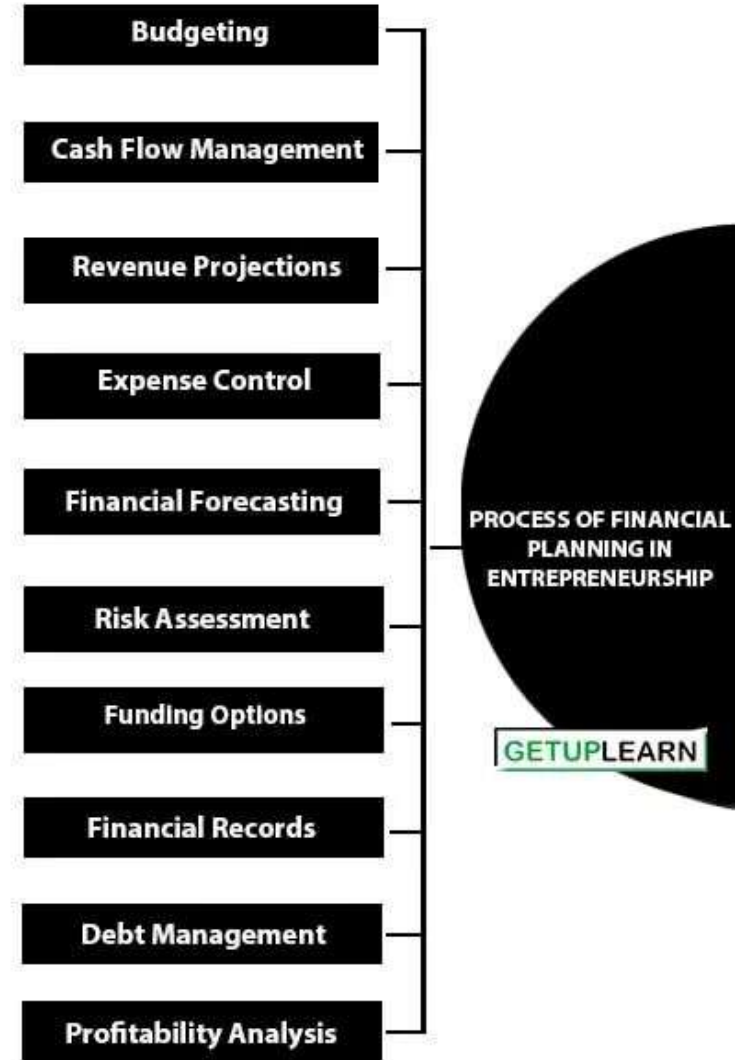 Budgeting
Cash Flow Management
Revenue Projections
Expense Control
Financial Forecasting
Risk Assessment
Funding Options
Financial Records
Debt Management
Profitability Analysis
PROCESS OF FINANCIAL
PLANNING IN
ENTREPRENEURSHIP
GETUPLEARN